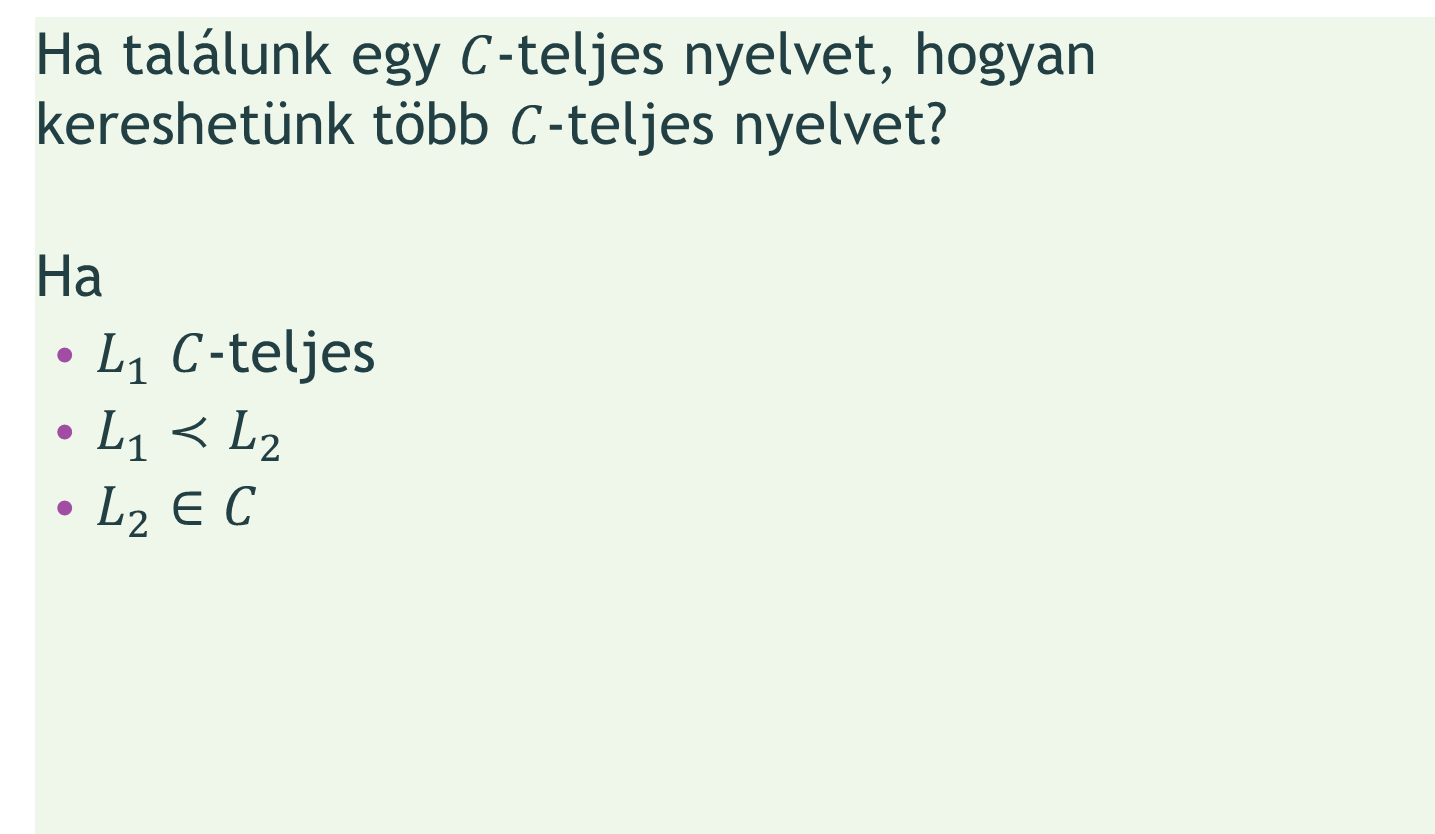 Ha találunk egy C-teljes nyelvet, hogyan
kereshetünk több C-teljes nyelvet?
Ha
• L₁ C-teljes
• L₁ ≺ L₂
• L₂ ∈ C